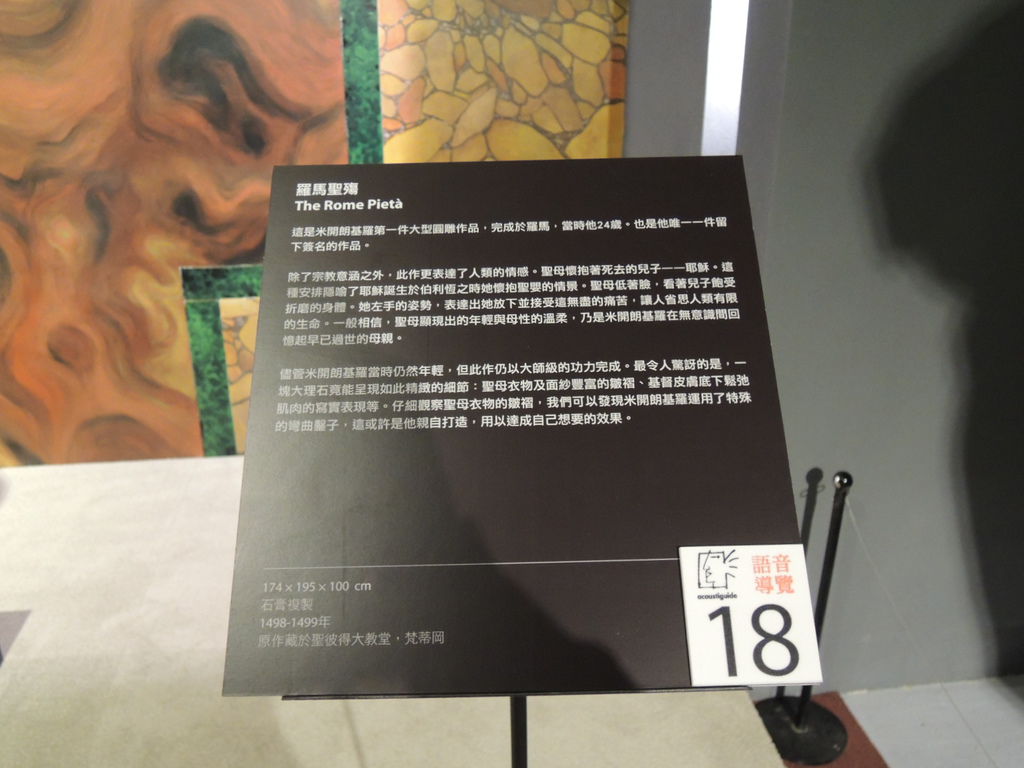 羅馬聖殤
The Rome Pietà
這是米開朗基羅第一件大型圓雕作品，完成於羅馬，當時他24歲。也是他唯一一件留
下簽名的作品。
除了宗教意涵之外，此作更表達了人類的情感。聖母懷抱著死去的兒子——耶穌。這
種安排隱喻了耶穌誕生於伯利恆之時她懷抱聖嬰的情景。聖母低著臉，看著兒子飽受
折磨的身體。她左手的姿勢，表達出她放下並接受這無盡的痛苦，讓人省思人類有限
的生命。一般相信，聖母顯現出的年輕與母性的溫柔，乃是米開朗基羅在無意識間回
憶起早已過世的母親。
儘管米開朗基羅當時仍然年輕，但此作仍以大師級的功力完成。最令人驚訝的是，一
塊大理石竟能呈現如此精緻的細節：聖母衣物及面紗豐富的皺褶、基督皮膚底下鬆弛
肌肉的寫實表現等。仔細觀察聖母衣物的皺褶，我們可以發現米開朗基羅運用了特殊
的彎曲鑿子，這或許是他親自打造，用以達成自己想要的效果。
174 × 195 × 100 cm
石膏複製
1498-1499年
原作藏於聖彼得大教堂，梵蒂岡
語音
導覽
acoustiguide
18